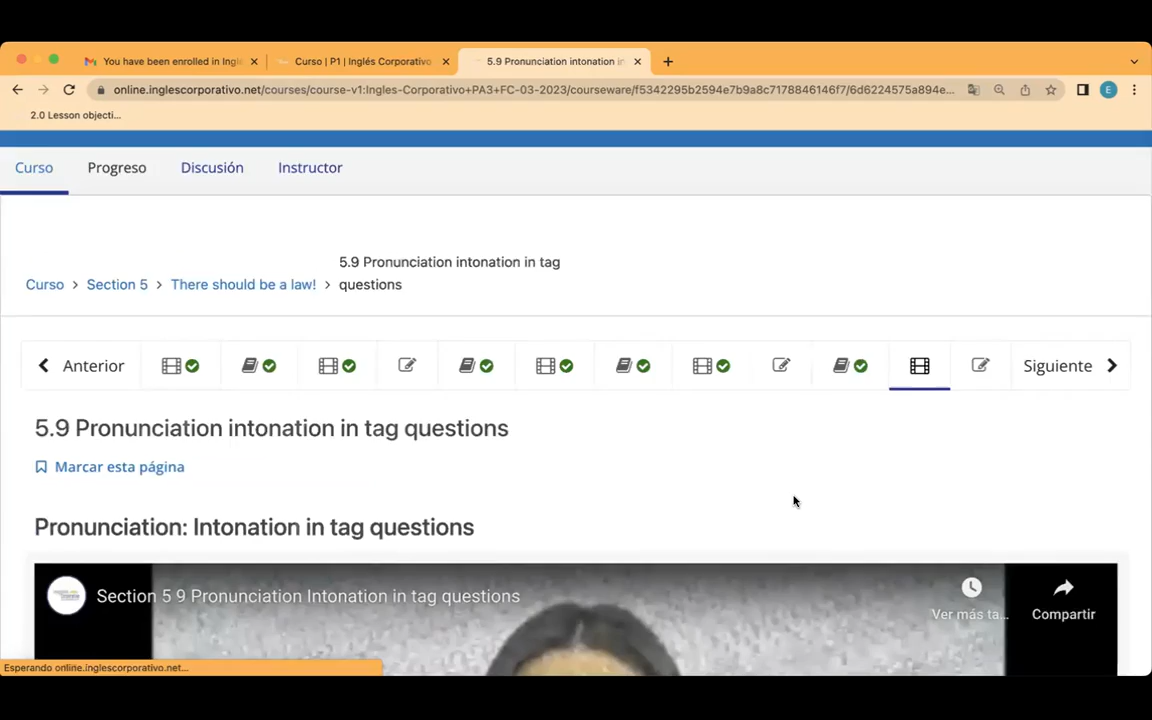 You have been enrolled in Ingl
Curso | P1 | Inglés Corporativo
5.9 Pronunciation intonation in
online.inglescorporativo.net/courses/course-v1:Ingles-Corporativo+PA3+FC-03-2023/courseware/f5342295b2594e7b9a8c7178846146f7/6d6224575a894e...
E
2.0 Lesson objecti...
Curso
Progreso
Discusión
Instructor
Curso > Section 5 > There should be a law! > 5.9 Pronunciation intonation in tag
questions
Anterior
Siguiente
5.9 Pronunciation intonation in tag questions
Marcar esta página
Pronunciation: Intonation in tag questions
Section 5 9 Pronunciation Intonation in tag questions
Ver más ta...
Compartir
Esperando online.inglescorporativo.net...